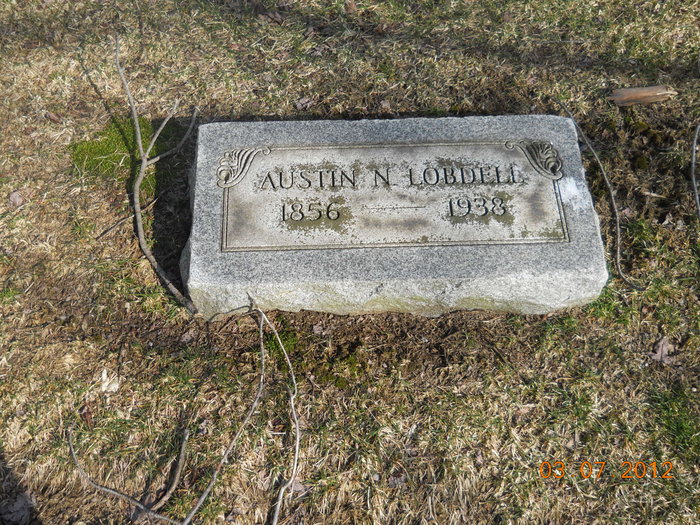 AUSTIN N. LOBDELL
1856 — 1938
03.07.2012